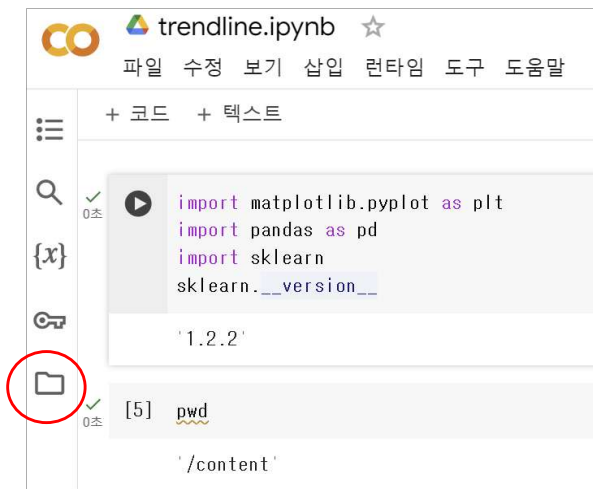 trendline.ipynb
파일 수정 보기 삽입 런타임 도구 도움말
+ 코드 + 텍스트
0초
import matplotlib.pyplot as plt
import pandas as pd
import sklearn
sklearn.__version__
'1.2.2'
{x}
0초
[5] pwd
'/content'